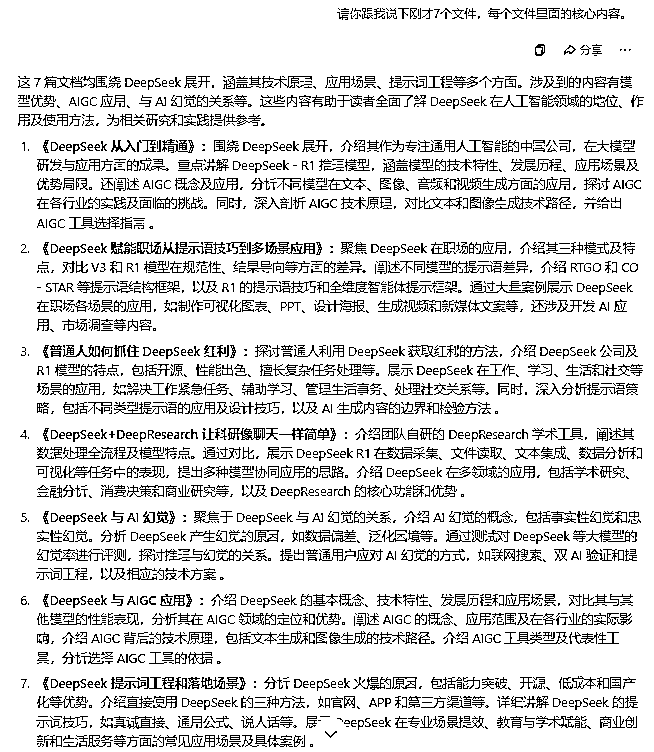 请你跟我说下刚才7个文件，每个文件里面的核心内容。
分享 ...
这 7 篇文档均围绕 DeepSeek 展开，涵盖其技术原理、应用场景、提示词工程等多个方面。涉及到的内容有模
型优势、AIGC 应用、与 AI 幻觉的关系等。这些内容有助于读者全面了解 DeepSeek 在人工智能领域的地位、作
用及使用方法，为相关研究和实践提供参考。
1. 《DeepSeek 从入门到精通》：围绕 DeepSeek 展开，介绍其作为专注通用人工智能的中国公司，在大模型
研发与应用方面的成果。重点讲解 DeepSeek - R1 推理模型，涵盖模型的技术特性、发展历程、应用场景及
优势局限。还阐述 AIGC 概念及应用，分析不同模型在文本、图像、音频和视频生成方面的应用，探讨 AIGC
在各行业的实践及面临的挑战。同时，深入剖析 AIGC 技术原理，对比文本和图像生成技术路径，并给出
AIGC 工具选择指南 。
2. 《DeepSeek 赋能职场从提示语技巧到多场景应用》：聚焦 DeepSeek 在职场的应用，介绍其三种模式及特
点，对比 V3 和 R1 模型在规范性、结果导向等方面的差异。阐述不同模型的提示语差异，介绍 RTGO 和 CO
- STAR 等提示语结构框架，以及 R1 的提示语技巧和全维度智能体提示框架。通过大量案例展示 DeepSeek
在职场各场景的应用，如制作可视化图表、PPT、设计海报、生成视频和新媒体文案等，还涉及开发 AI 应
用、市场调查等内容。
3. 《普通人如何抓住 DeepSeek 红利》：探讨普通人利用 DeepSeek 获取红利的方法，介绍 DeepSeek 公司及
R1 模型的特点，包括开源、性能出色、擅长复杂任务处理等。展示 DeepSeek 在工作、学习、生活和社交等
场景的应用，如解决工作紧急任务、辅助学习、管理生活事务、处理社交关系等。同时，深入分析提示语策
略，包括不同类型提示语的应用及设计技巧，以及 AI 生成内容的边界和检验方法 。
4. 《DeepSeek+DeepResearch 让科研像聊天一样简单》：介绍团队自研的 DeepResearch 学术工具，阐述其
数据处理全流程及模型特点。通过对比，展示 DeepSeek R1 在数据采集、文件读取、文本集成、数据分析和
可视化等任务中的表现，提出多种模型协同应用的思路。介绍 DeepSeek 在多领域的应用，包括学术研究、
金融分析、消费决策和商业研究等，以及 DeepResearch 的核心功能和优势 。
5. 《DeepSeek 与 AI 幻觉》：聚焦于 DeepSeek 与 AI 幻觉的关系，介绍 AI 幻觉的概念，包括事实性幻觉和忠
实性幻觉。分析 DeepSeek 产生幻觉的原因，如数据偏差、泛化困境等。通过测试对 DeepSeek 等大模型的
幻觉率进行评测，探讨推理与幻觉的关系。提出普通用户应对 AI 幻觉的方式，如联网搜索、双 AI 验证和提
示词工程，以及相应的技术方案 。
6. 《DeepSeek 与 AIGC 应用》：介绍 DeepSeek 的基本概念、技术特性、发展历程和应用场景，对比其与其
他模型的性能表现，分析其在 AIGC 领域的定位和优势。阐述 AIGC 的概念、应用范围及在各行业的实际影
响，介绍 AIGC 背后的技术原理，包括文本生成和图像生成的技术路径。介绍 AIGC 工具类型及代表性工
具，分析选择 AIGC 工具的依据 。
7. 《DeepSeek 提示词工程和落地场景》：分析 DeepSeek 火爆的原因，包括能力突破、开源、低成本和国产
化等优势。介绍直接使用 DeepSeek 的三种方法，如官网、APP 和第三方渠道等。详细讲解 DeepSeek 的提
示词技巧，如真诚直接、通用公式、说人话等。展 DeepSeek 在专业场景提效、教育与学术赋能、商业创
新和生活服务等方面的常见应用场景及具体案例 。